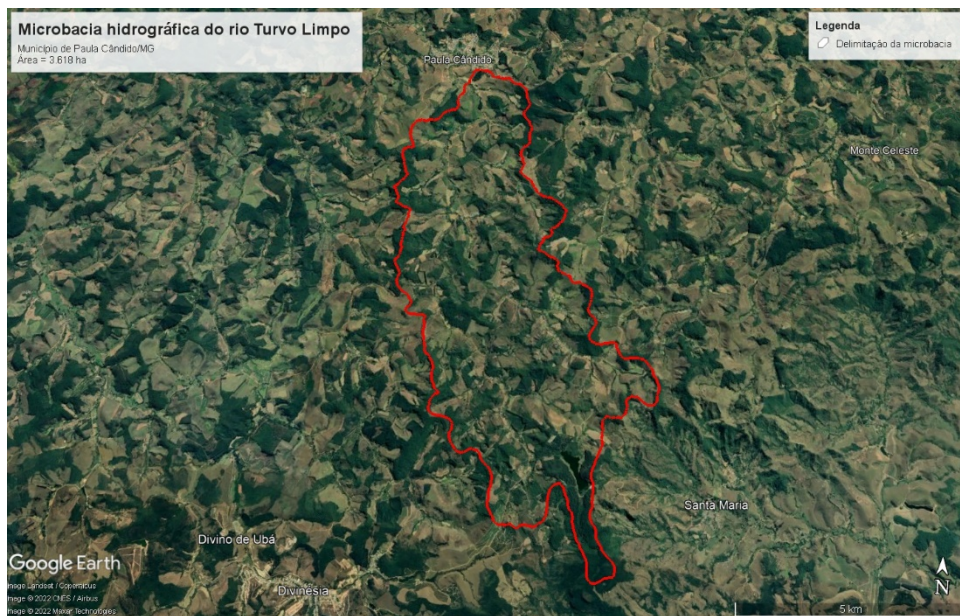 Microbacia hidrográfica do rio Turvo Limpo
Município de Paula Cândido/MG
Área = 3.618 ha
Legenda
Delimitação da microbacia
Paula Cândido
Monte Celeste
Santa Maria
Divino de Ubá
Divinésia
Google Earth
Image Landsat / Copernicus
Image © 2022 CNES / Airbus
Image © 2022 Maxar Technologies
N
5 km